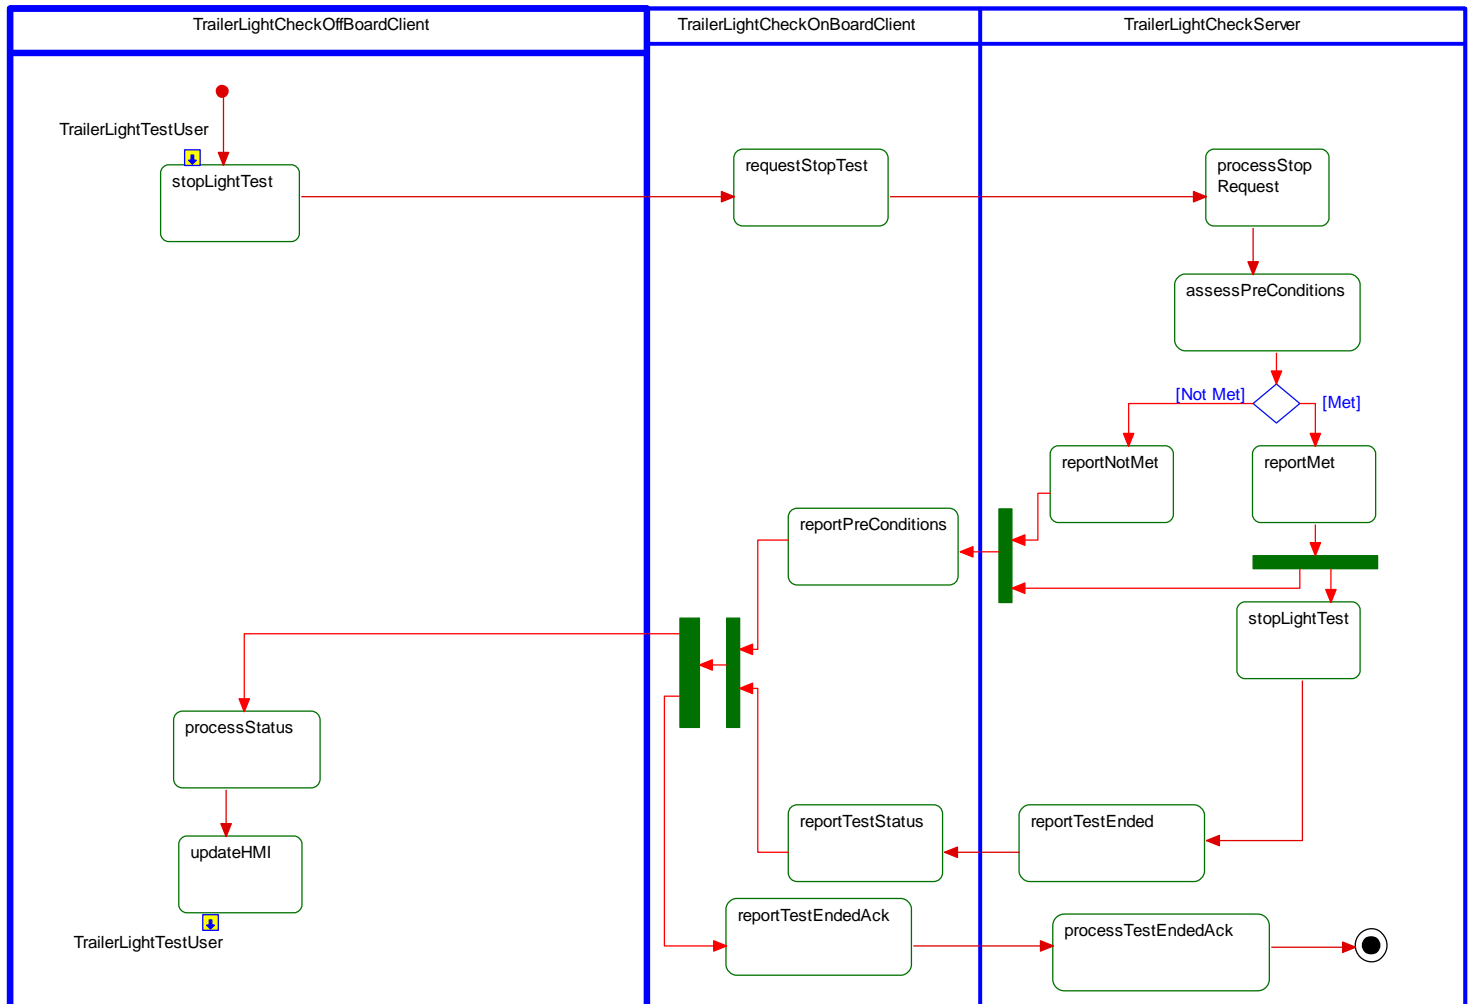 TrailerLightCheckOffBoardClient
TrailerLightCheckOnBoardClient
TrailerLightCheckServer
TrailerLightTestUser
stopLightTest
requestStopTest
processStop
Request
assessPreConditions
[Not Met]
[Met]
reportNotMet
reportMet
reportPreConditions
stopLightTest
processStatus
reportTestStatus
reportTestEnded
updateHMI
reportTestEndedAck
processTestEndedAck
TrailerLightTestUser